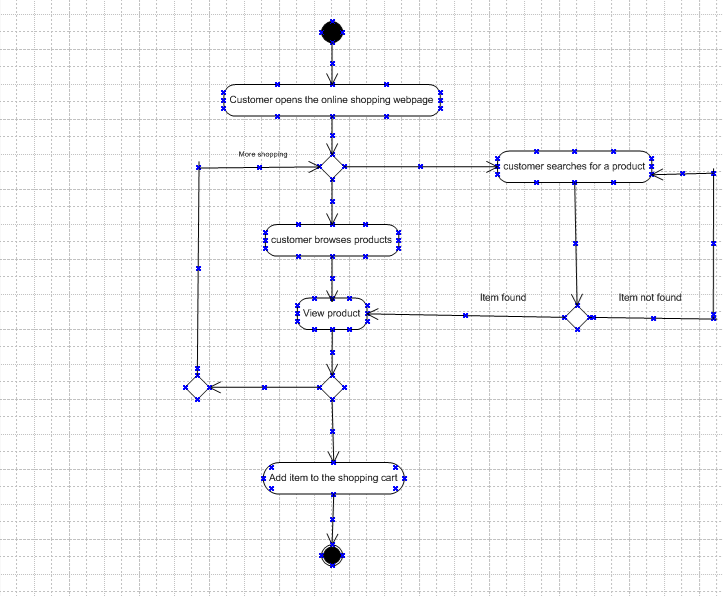 Customer opens the online shopping webpage
More shopping
customer searches for a product
customer browses products
Item found
Item not found
View product
Add item to the shopping cart